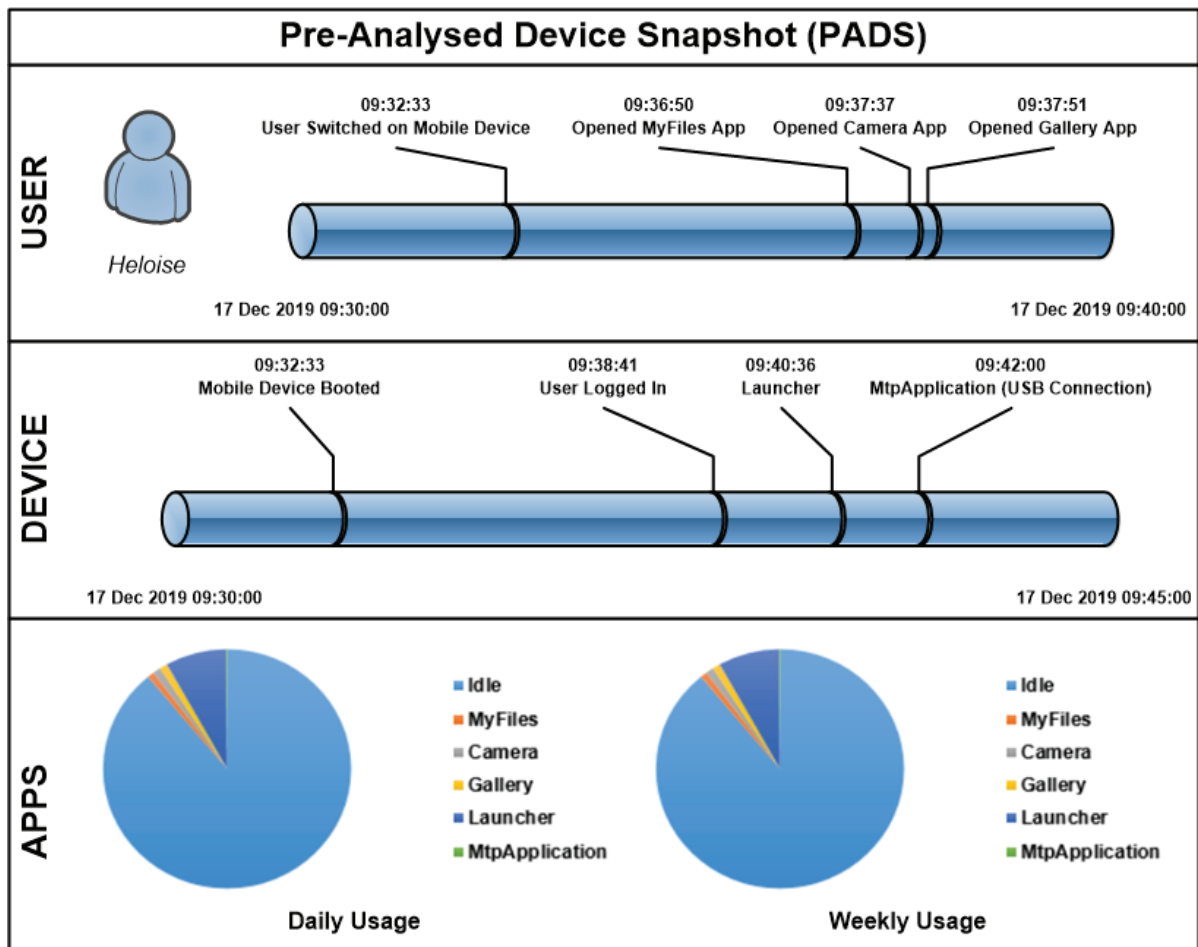 Pre-Analysed Device Snapshot (PADS)
USER
Heloise
09:32:33
User Switched on Mobile Device
09:36:50
Opened MyFiles App
09:37:37
Opened Camera App
09:37:51
Opened Gallery App
17 Dec 2019 09:30:00
17 Dec 2019 09:40:00
DEVICE
09:32:33
Mobile Device Booted
09:38:41
User Logged In
09:40:36
Launcher
09:42:00
MtpApplication (USB Connection)
17 Dec 2019 09:30:00
17 Dec 2019 09:45:00
APPS
Idle
MyFiles
Camera
Gallery
Launcher
MtpApplication
Daily Usage
Idle
MyFiles
Camera
Gallery
Launcher
MtpApplication
Weekly Usage